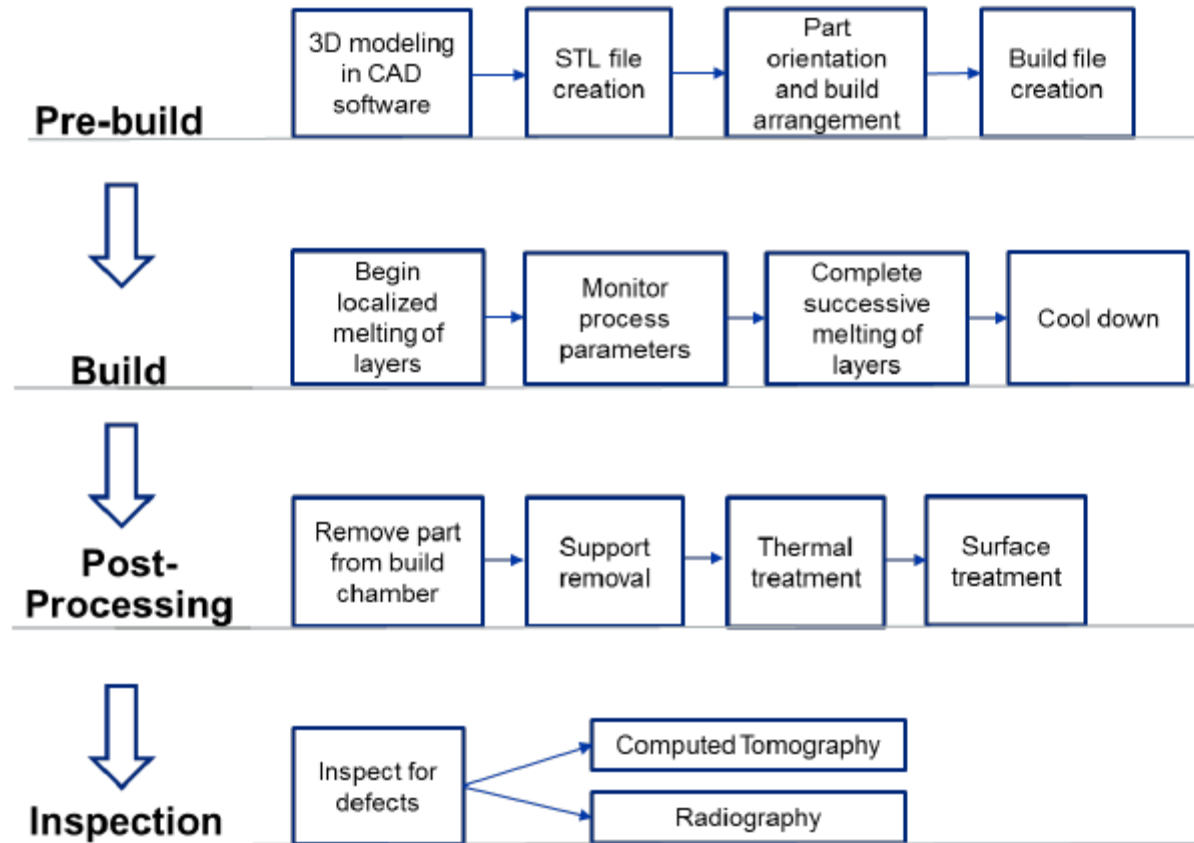 3D modeling
in CAD
software
STL file
creation
Part
orientation
and build
arrangement
Build file
creation
Pre-build
Begin
localized
melting of
layers
Monitor
process
parameters
Complete
successive
melting of
layers
Cool down
Build
Remove part
from build
chamber
Support
removal
Thermal
treatment
Surface
treatment
Post-
Processing
Inspect for
defects
Computed Tomography
Radiography
Inspection